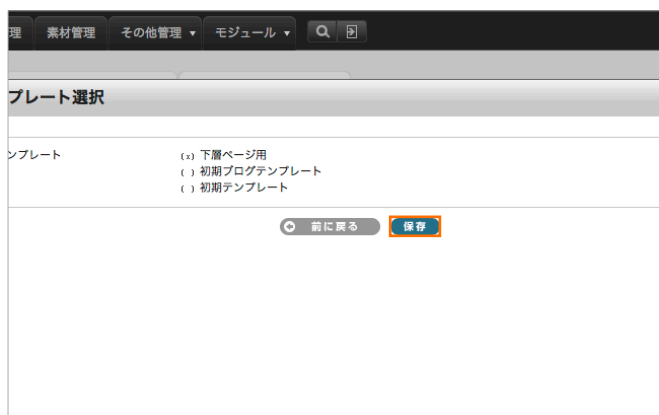 理 素材管理 その他管理 ▼ モジュール ▼
プレート選択
ンプレート (x) 下層ページ用
( ) 初期ブログテンプレート
( ) 初期テンプレート
前に戻る 保存